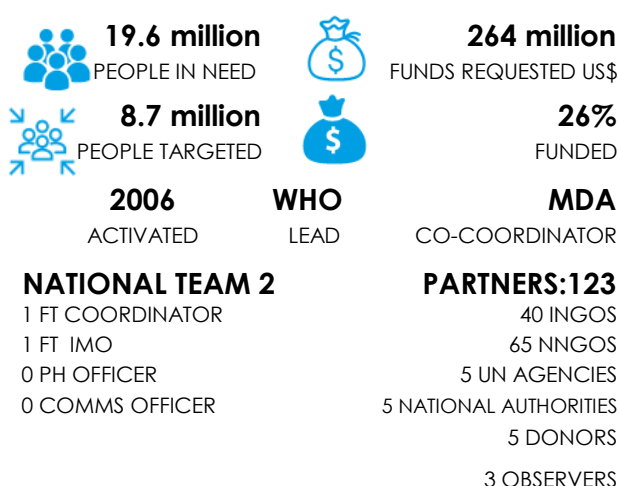 19.6 million
PEOPLE IN NEED
$
264 million
FUNDS REQUESTED US$
8.7 million
PEOPLE TARGETED
$
26%
FUNDED
2006
ACTIVATED
WHO
LEAD
MDA
CO-COORDINATOR
NATIONAL TEAM 2
1 FT COORDINATOR
1 FT IMO
0 PH OFFICER
0 COMMS OFFICER
PARTNERS:123
40 INGOS
65 NNGOS
5 UN AGENCIES
5 NATIONAL AUTHORITIES
5 DONORS
3 OBSERVERS